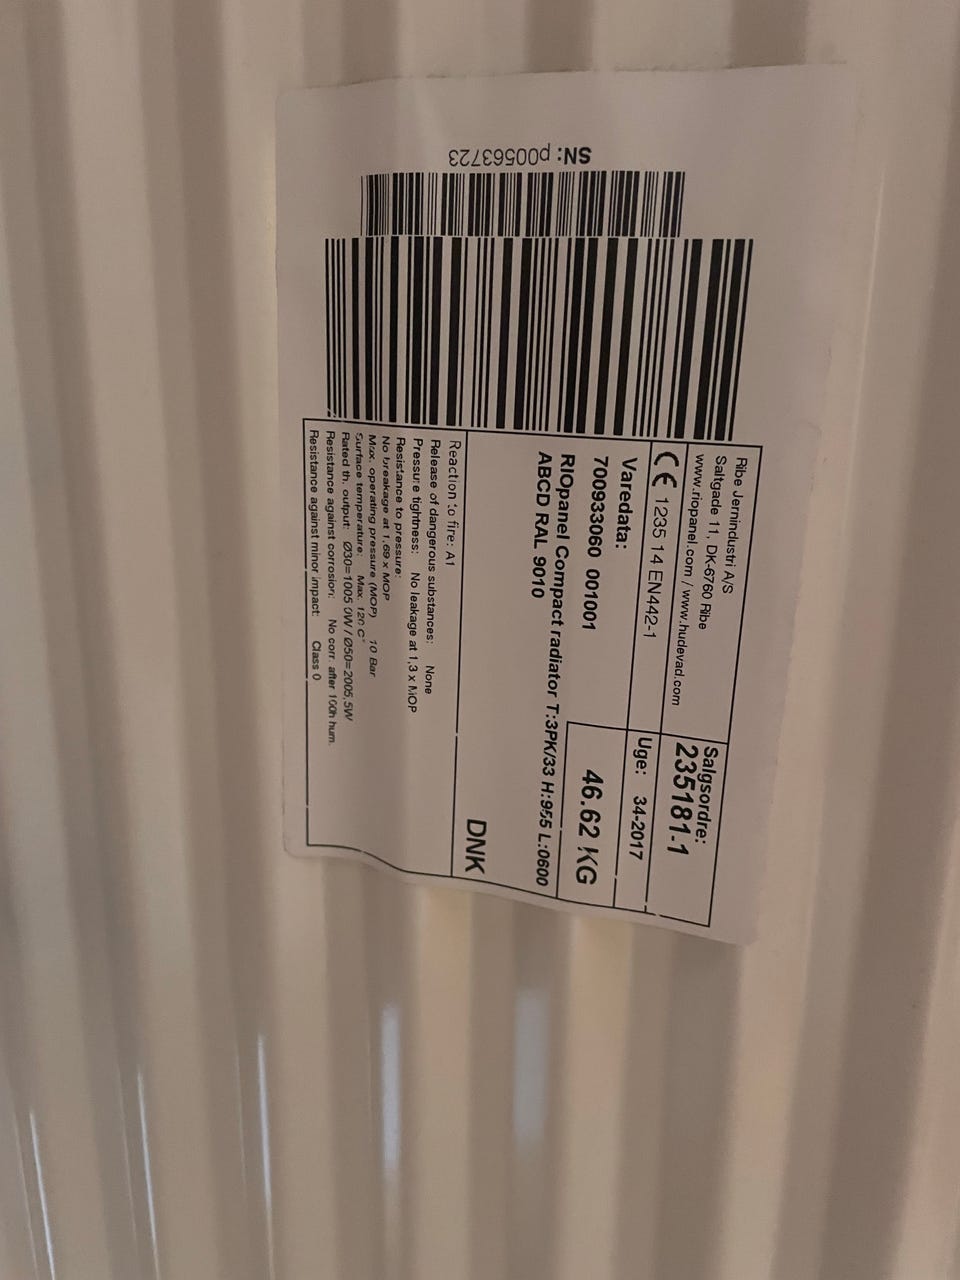 SN: p00563723
Ribe Jernindustri A/S
Saltgade 11, DK-6760 Ribe
www.riopanel.com / www.hudevad.com
Salgsordre:
235181-1
CE 1235 14 EN442-1
Uge: 34-2017
Varedata:
70093060 001001
46.62 KG
RIOpanel Compact radiator T:3PK/33 H:955 L:0600
ABCD RAL 9010
DNK
Reaction to fire: A1
Release of dangerous substances: None
Pressure tightness: No leakage at 1,3 x MOP
Resistance to pressure:
No breakage at 1,69 x MOP
Max. operating pressure (MOP) 10 Bar
Surface temperature: Max. 120 C°
Rated th. output: Ø30=1005,0W / Ø50=2005,5W
Resistance against corrosion: No corr. after 100h hum.
Resistance against minor impact: Class 0